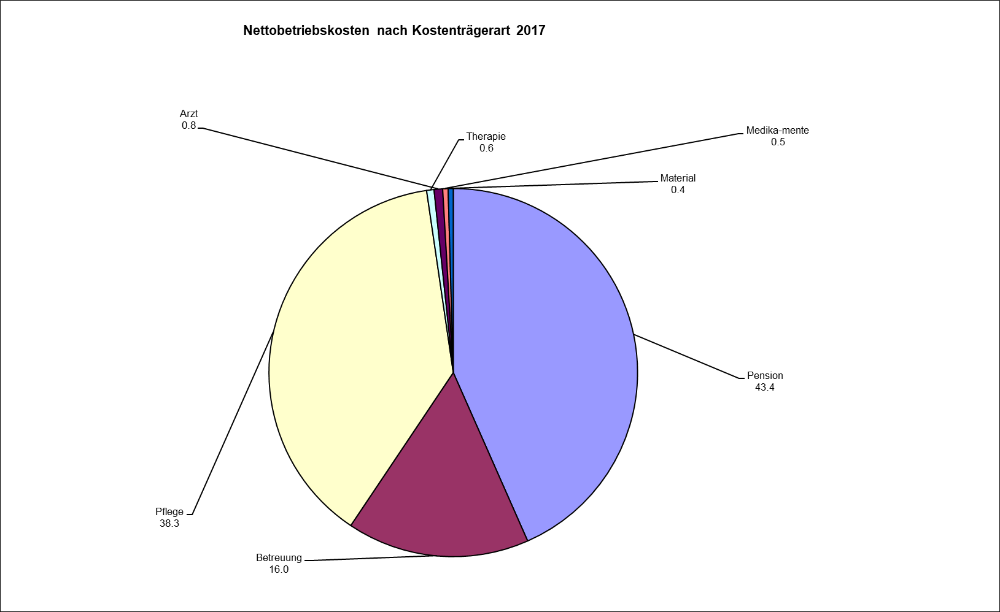 Nettobetriebskosten nach Kostenträgerart 2017
Arzt
0.8
Therapie
0.6
Medika-mente
0.5
Material
0.4
Pension
43.4
Pflege
38.3
Betreuung
16.0